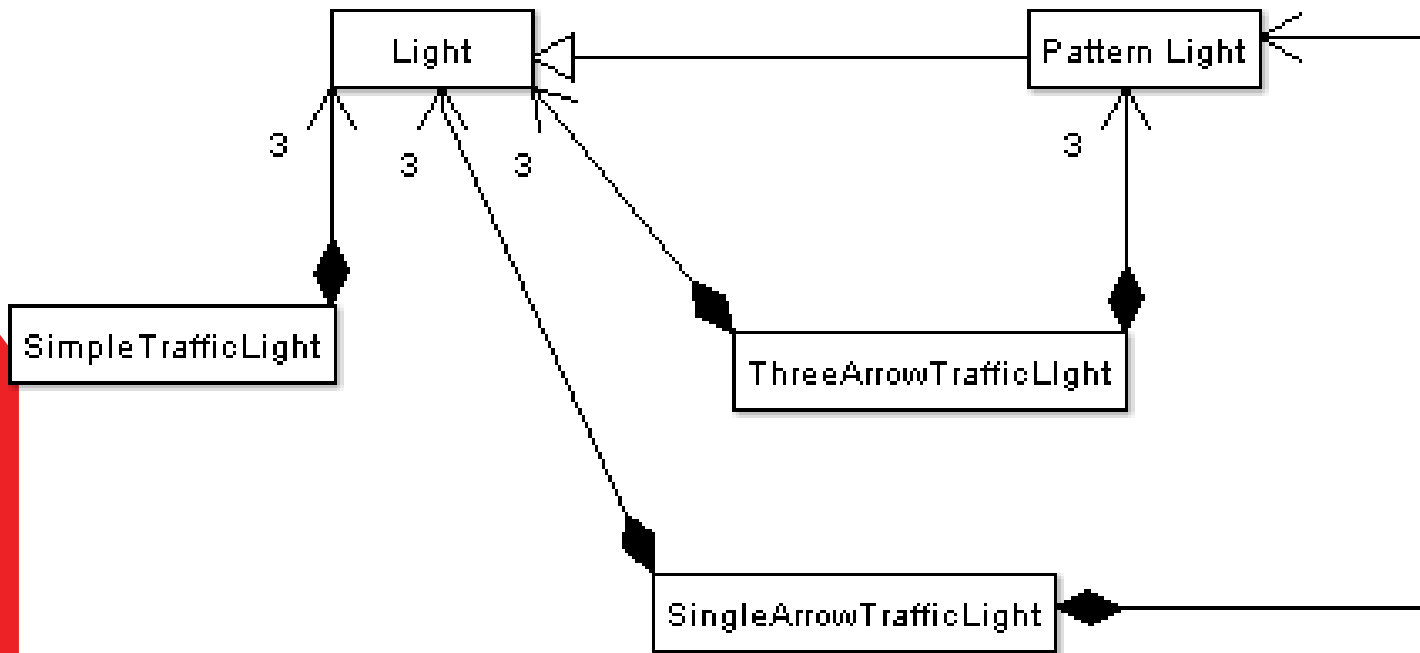 Light
Pattern Light
3
3
3
3
SimpleTrafficLight
ThreeArrowTrafficLIght
SingleArrowTrafficLight